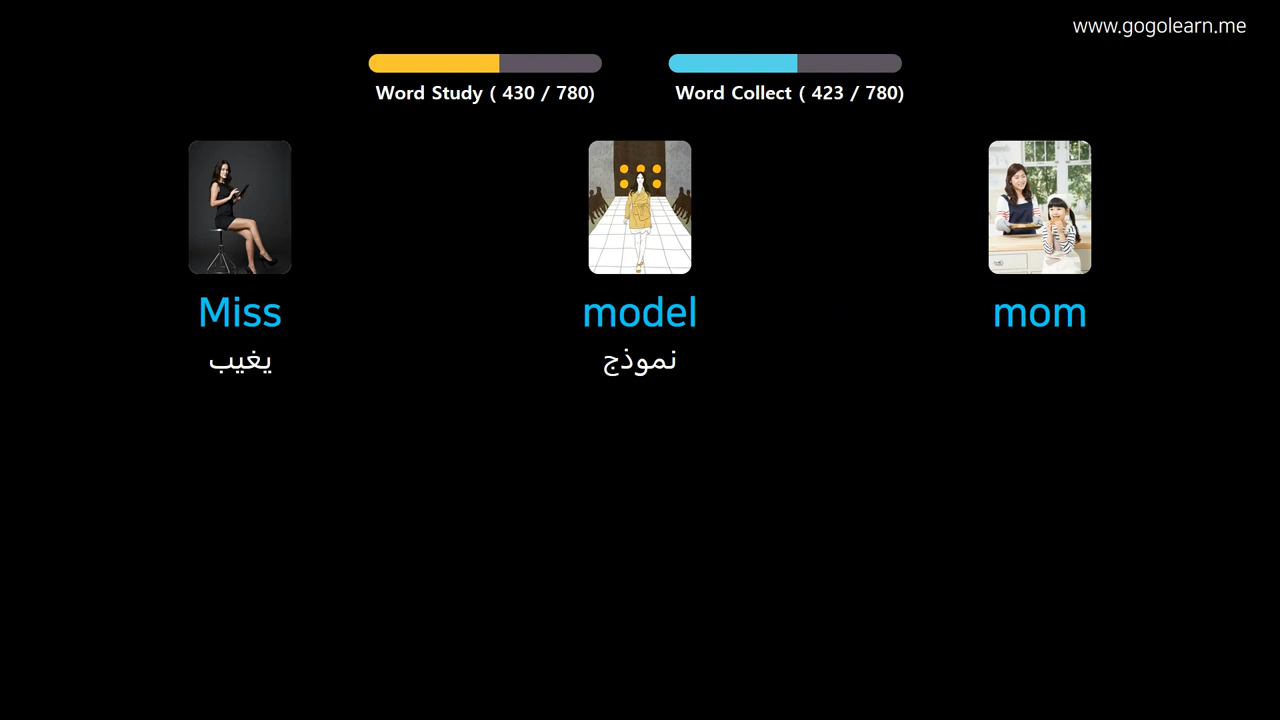 www.gogolearn.me
Word Study ( 430 / 780)
Word Collect ( 423 / 780)
Miss
model
mom
يغيب
نموذج